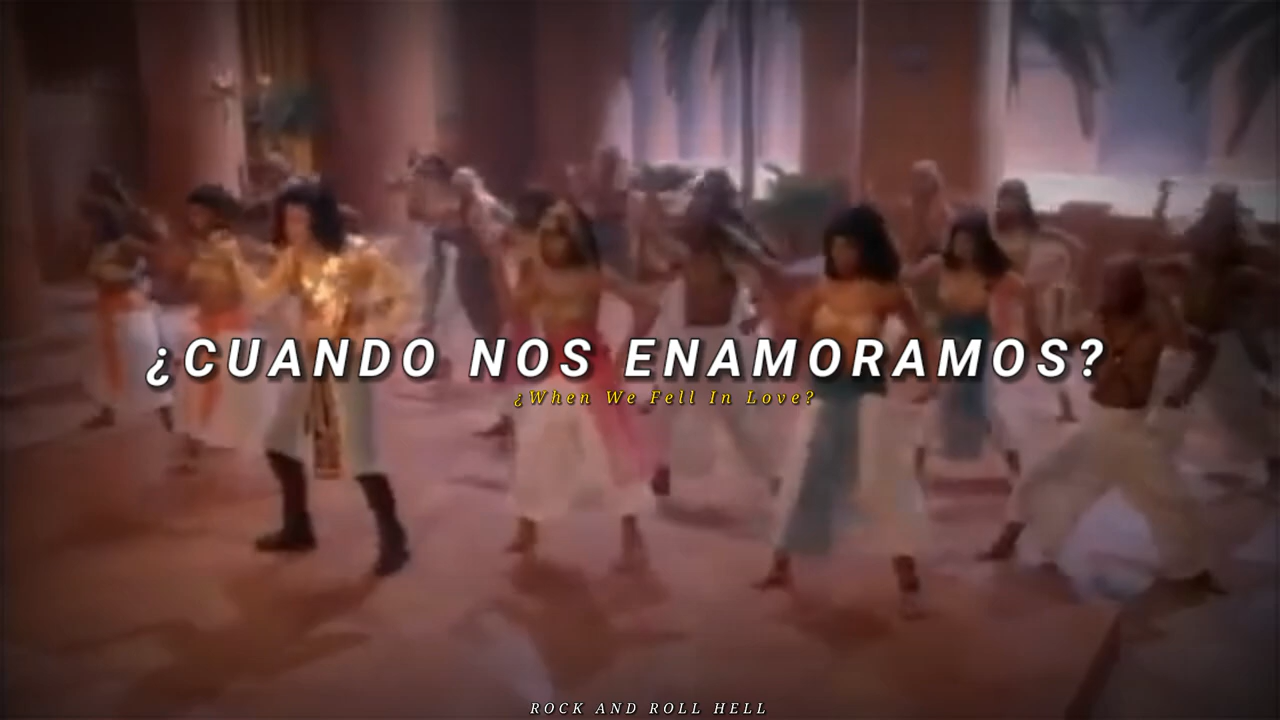 ¿CUANDO NOS ENAMORAMOS?
¿When We Fell In Love?
ROCK AND ROLL HELL